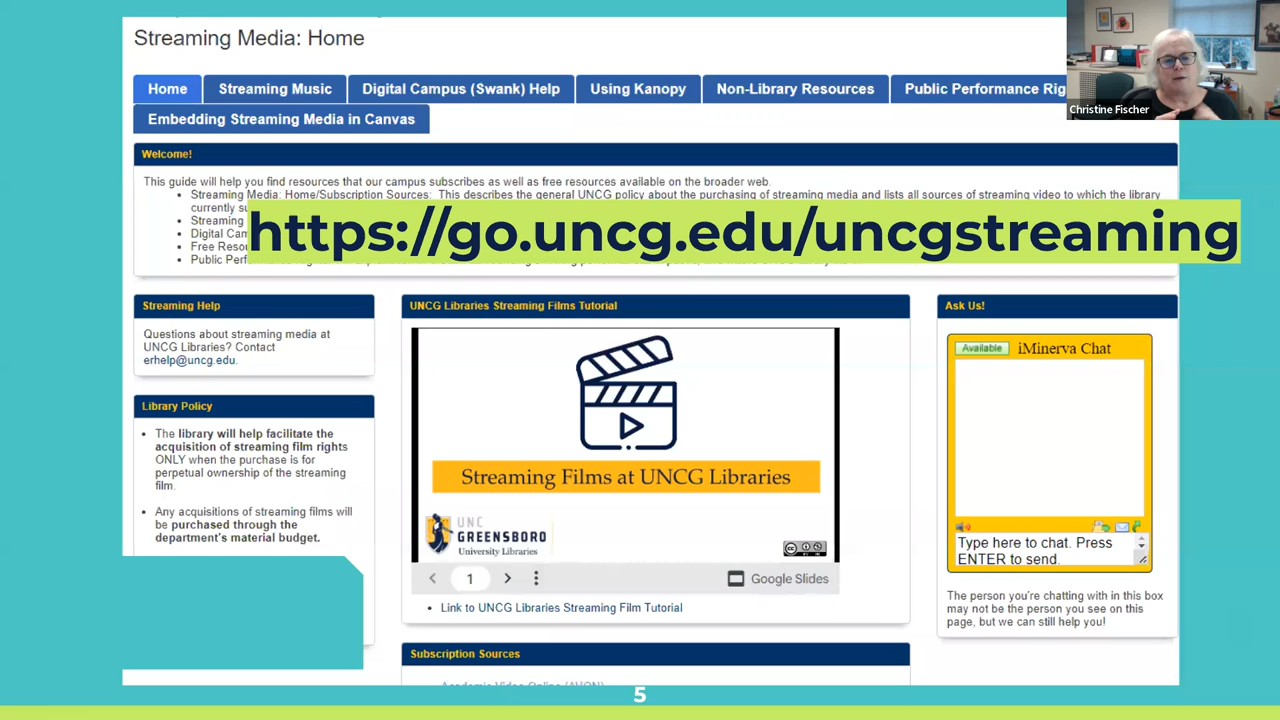 Streaming Media: Home
Christine Fischer
Home
Streaming Music
Digital Campus (Swank) Help
Using Kanopy
Non-Library Resources
Public Performance Rig
Embedding Streaming Media in Canvas
Welcome!
This guide will help you find resources that our campus subscribes as well as free resources available on the broader web.
• Streaming Media: Home/Subscription Sources: This describes the general UNCG policy about the purchasing of streaming media and lists all sources of streaming video to which the library
currently su
• Streaming
• Digital Cam
• Free Resou
• Public Perfo
https://go.uncg.edu/uncgstreaming
Streaming Help
Questions about streaming media at
UNCG Libraries? Contact
erhelp@uncg.edu.
Library Policy
• The library will help facilitate the
acquisition of streaming film rights
ONLY when the purchase is for
perpetual ownership of the streaming
film.
• Any acquisitions of streaming films will
be purchased through the
department's material budget.
UNCG Libraries Streaming Films Tutorial
Streaming Films at UNCG Libraries
UNC
GREENSBORO
University Libraries
1
Google Slides
• Link to UNCG Libraries Streaming Film Tutorial
Subscription Sources
Academic Video Online (AVON)
Ask Us!
Available
iMinerva Chat
Type here to chat. Press
ENTER to send.
The person you're chatting with in this box
may not be the person you see on this
page, but we can still help you!
5